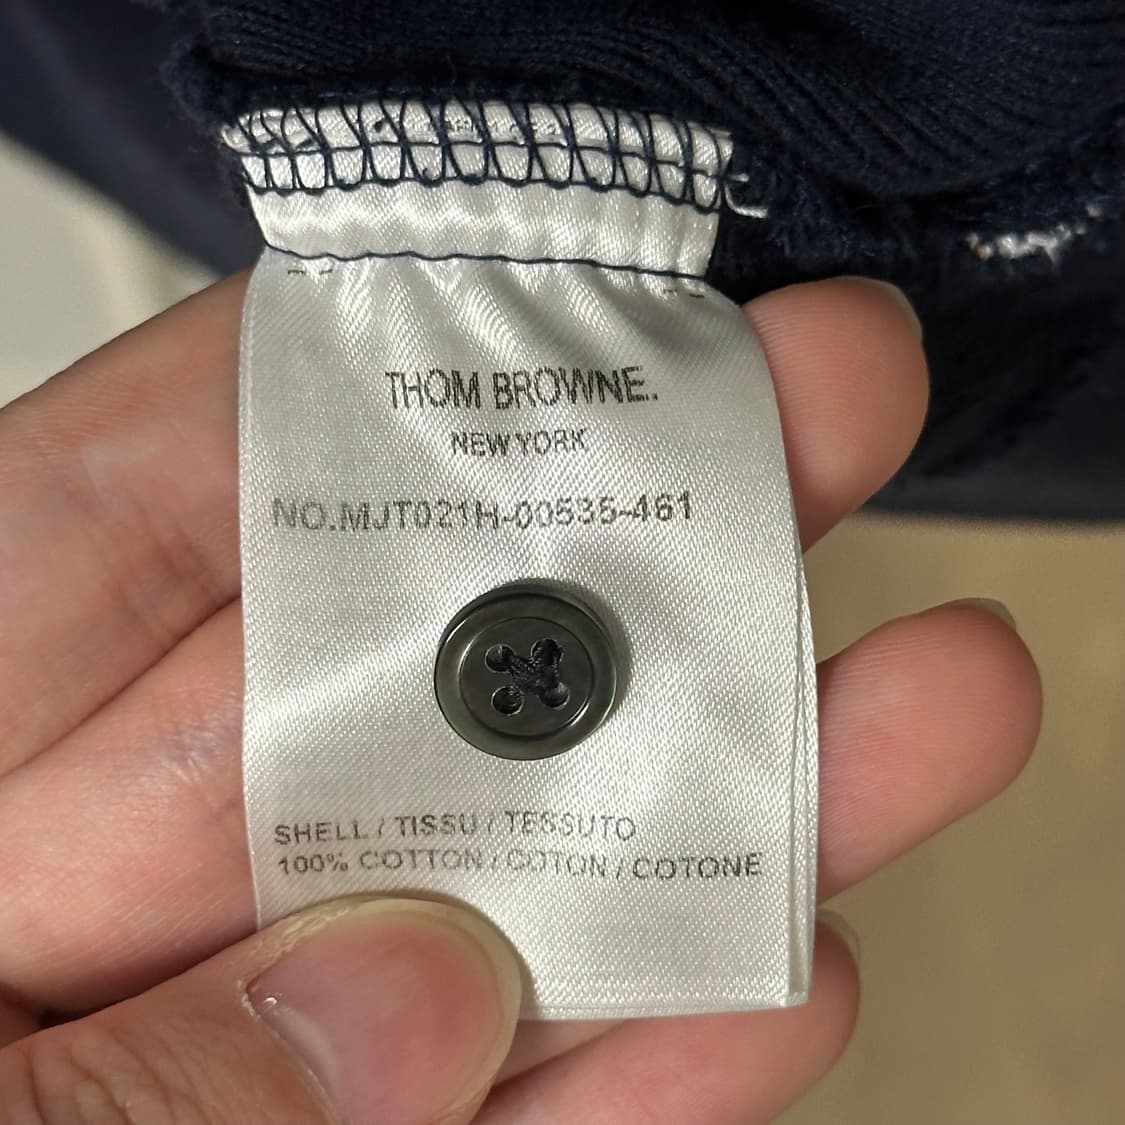 THOM BROWNE.
NEW YORK
NO.MJT021H-00535-461
SHELL / TISSU / TESSUTO
100% COTTON / COTON / COTONE